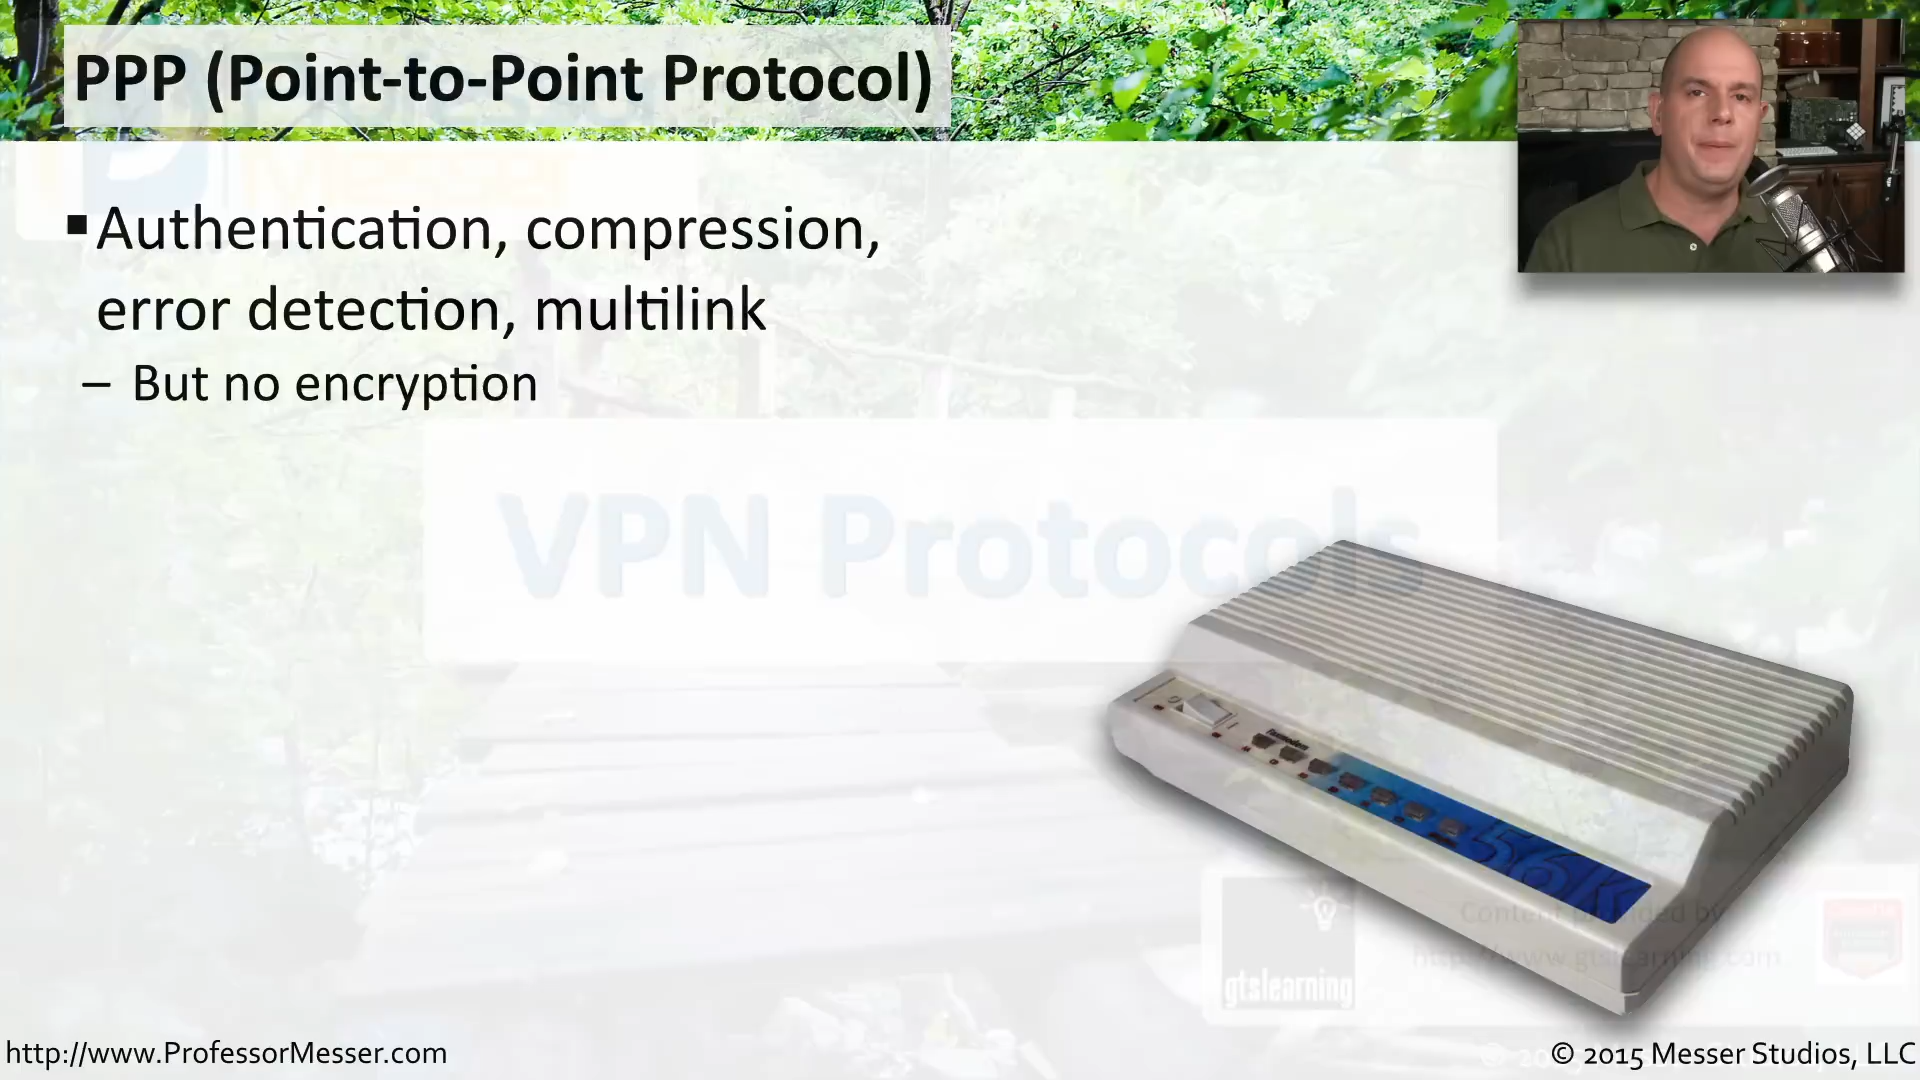 PPP (Point-to-Point Protocol)
Authentication, compression,
error detection, multilink
– But no encryption
VPN Protocols
56K
gtslearning
http://www.ProfessorMesser.com
© 2015 Messer Studios, LLC